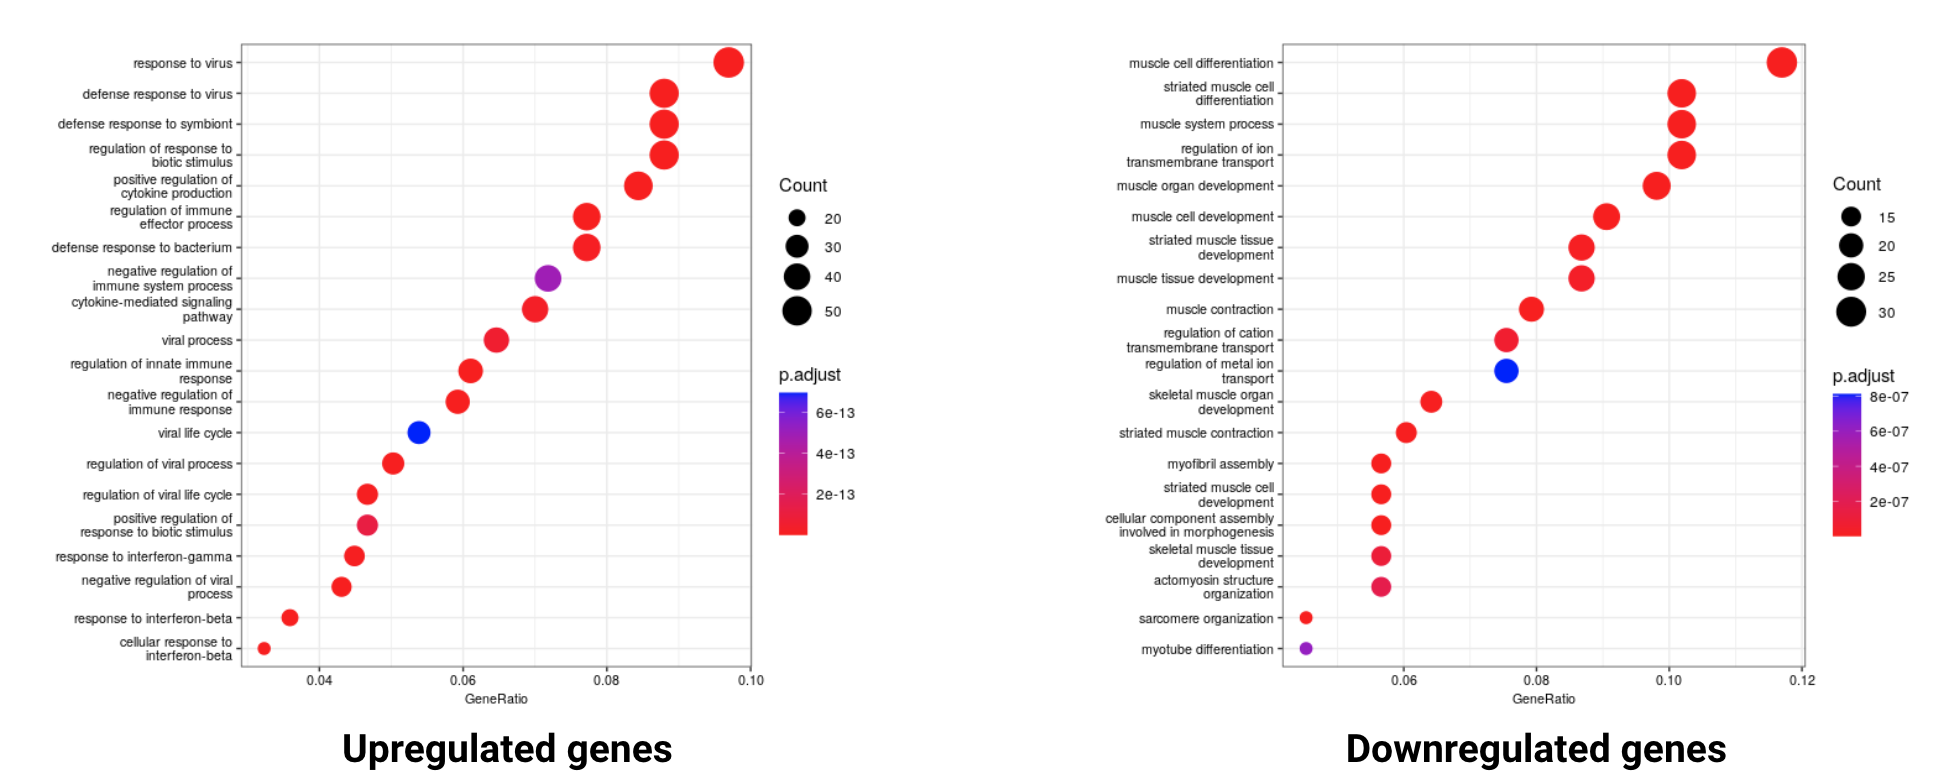 response to virus
defense response to virus
defense response to symbiont
regulation of response to
biotic stimulus
positive regulation of
cytokine production
regulation of immune
effector process
defense response to bacterium
negative regulation of
immune system process
cytokine-mediated signaling
pathway
viral process
regulation of innate immune
response
negative regulation of
immune response
viral life cycle
regulation of viral process
regulation of viral life cycle
positive regulation of
response to biotic stimulus
response to interferon-gamma
negative regulation of viral
process
response to interferon-beta
cellular response to
interferon-beta
0.04 0.06 0.08 0.10
GeneRatio
Count
20
30
40
50
p.adjust
6e-13
4e-13
2e-13
Upregulated genes
muscle cell differentiation
striated muscle cell
differentiation
muscle system process
regulation of ion
transmembrane transport
muscle organ development
muscle cell development
striated muscle tissue
development
muscle tissue development
muscle contraction
regulation of cation
transmembrane transport
regulation of metal ion
transport
skeletal muscle organ
development
striated muscle contraction
myofibril assembly
striated muscle cell
development
cellular component assembly
involved in morphogenesis
skeletal muscle tissue
development
actomyosin structure
organization
sarcomere organization
myotube differentiation
0.06 0.08 0.10 0.12
GeneRatio
Count
15
20
25
30
p.adjust
8e-07
6e-07
4e-07
2e-07
Downregulated genes